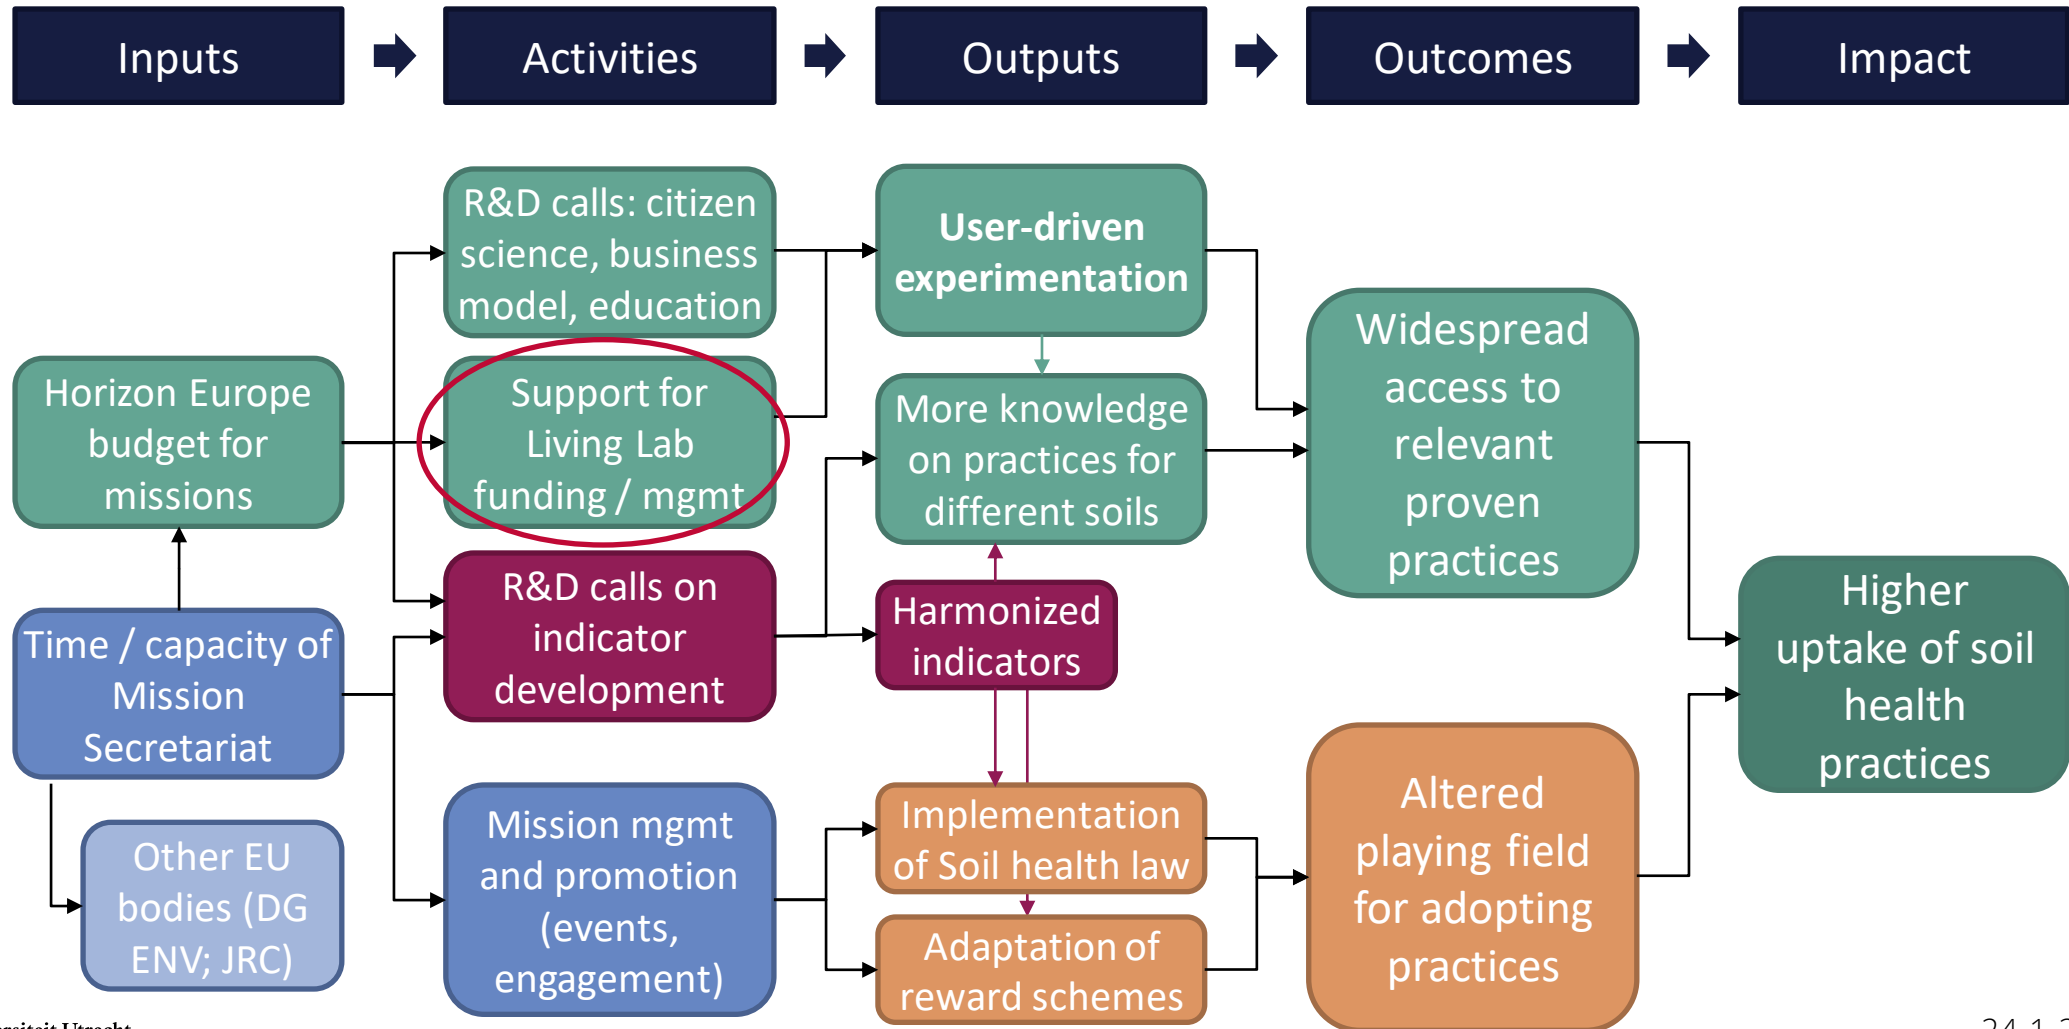 Inputs
Activities
Outputs
Outcomes
Impact
R&D calls: citizen
science, business
model, education
User-driven
experimentation
Widespread
access to
relevant
proven
practices
Horizon Europe
budget for
missions
Support for
Living Lab
funding / mgmt
More knowledge
on practices for
different soils
R&D calls on
indicator
development
Harmonized
indicators
Higher
uptake of soil
health
practices
Time / capacity of
Mission
Secretariat
Other EU
bodies (DG
ENV; JRC)
Mission mgmt
and promotion
(events,
engagement)
Implementation
of Soil health law
Adaptation of
reward schemes
Altered
playing field
for adopting
practices
Utrecht